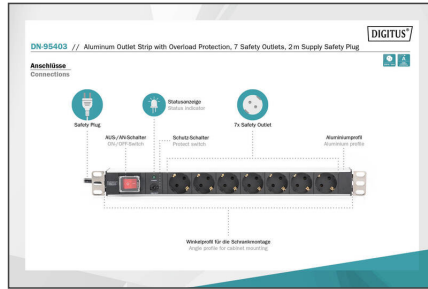 DIGITUS®
DN-95403 // Aluminum Outlet Strip with Overload Protection, 7 Safety Outlets, 2 m Supply Safety Plug
Anschlüsse
Connections
Statusanzeige
Status indicator
Safety Plug
7x Safety Outlet
AUS-/AN-Schalter
ON-/OFF-Switch
Schutz-Schalter
Protect switch
Aluminiumprofil
Aluminium profile
Winkelprofil für die Schrankmontage
Angle profile for cabinet mounting